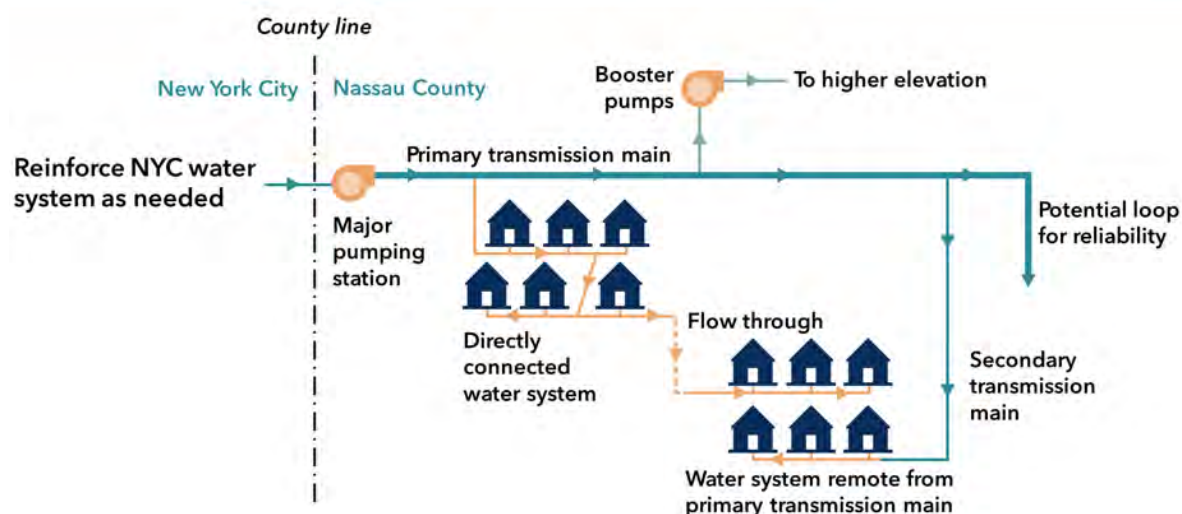 County line
New York City
Nassau County
Booster
pumps
To higher elevation
Reinforce NYC water
system as needed
Primary transmission main
Major
pumping
station
Potential loop
for reliability
Directly
connected
water system
Flow through
Secondary
transmission
main
Water system remote from
primary transmission main